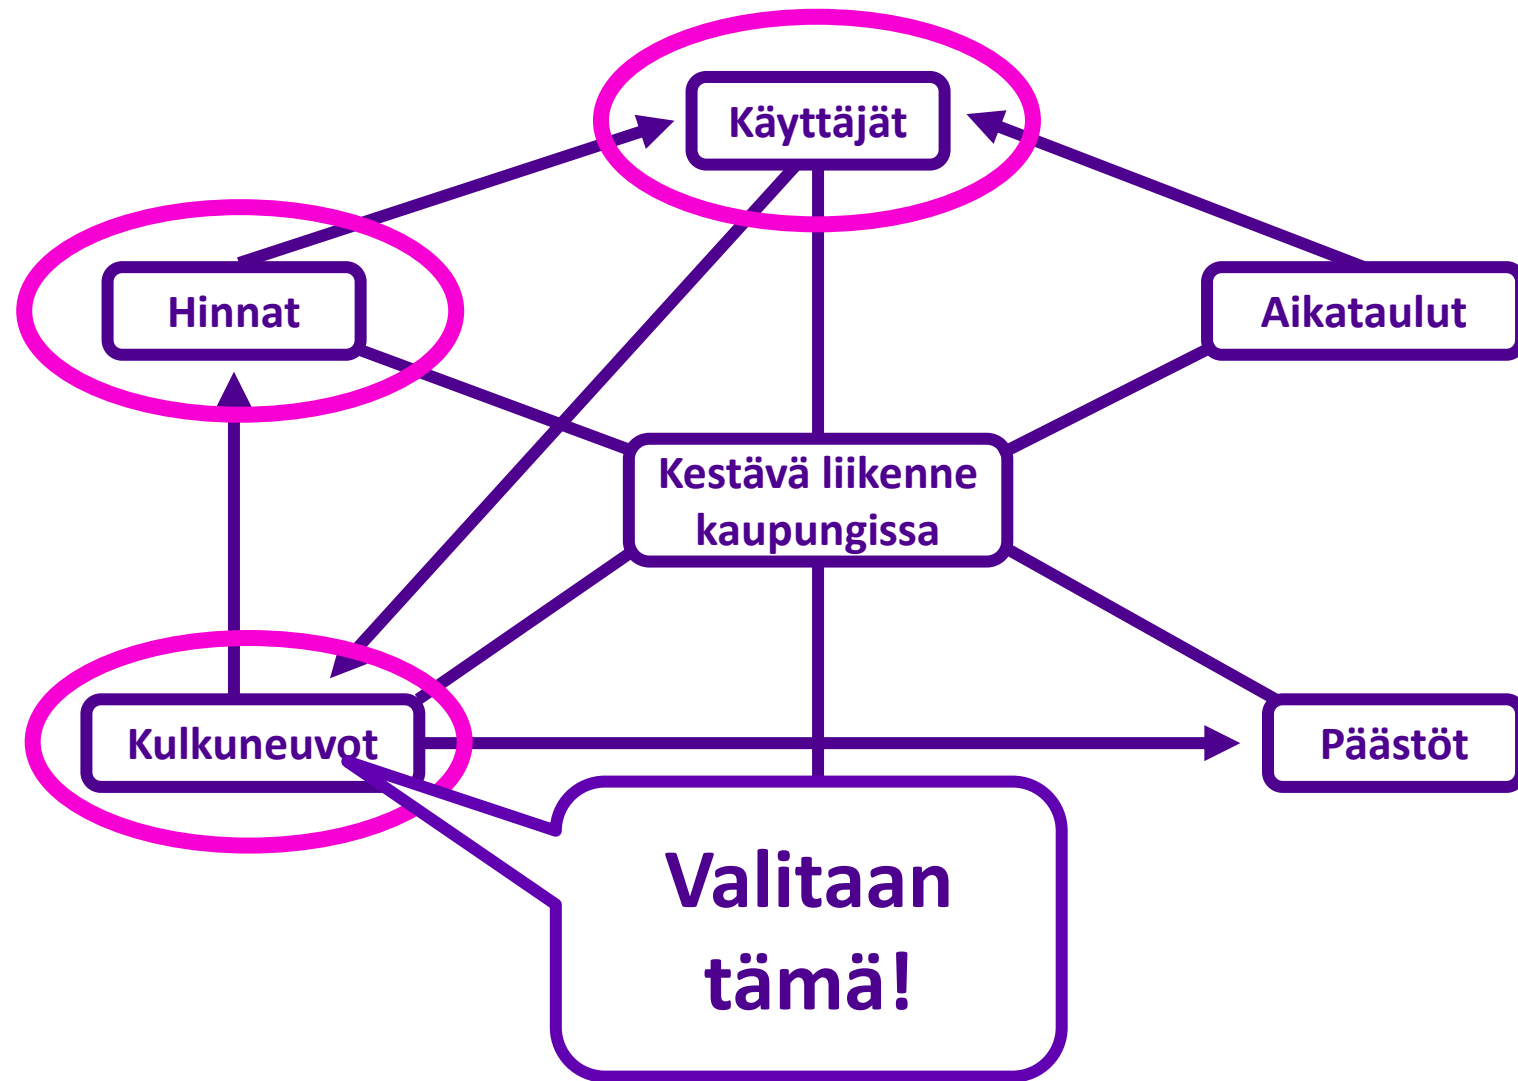 Käyttäjät
Hinnat
Aikataulut
Kestävä liikenne
kaupungissa
Kulkuneuvot
Päästöt
Valitaan
tämä!